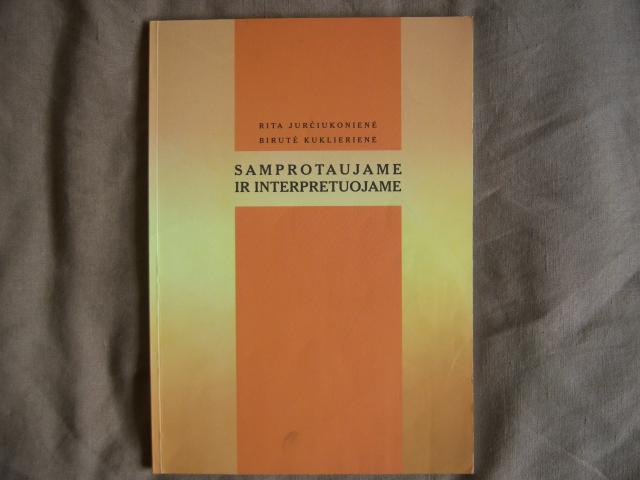 RITA JURČIUKONIENĖ
BIRUTĖ KUKLIERIENĖ
SAMPROTAUJAME
IR INTERPRETUOJAME